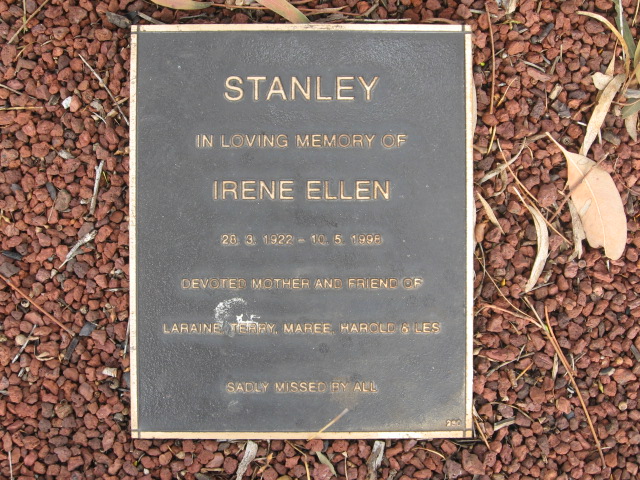 STANLEY
IN LOVING MEMORY OF
IRENE ELLEN
28. 3. 1922 - 10. 5. 1998
DEVOTED MOTHER AND FRIEND OF
LARAINE, TERRY, MAREE, HAROLD & LES
SADLY MISSED BY ALL